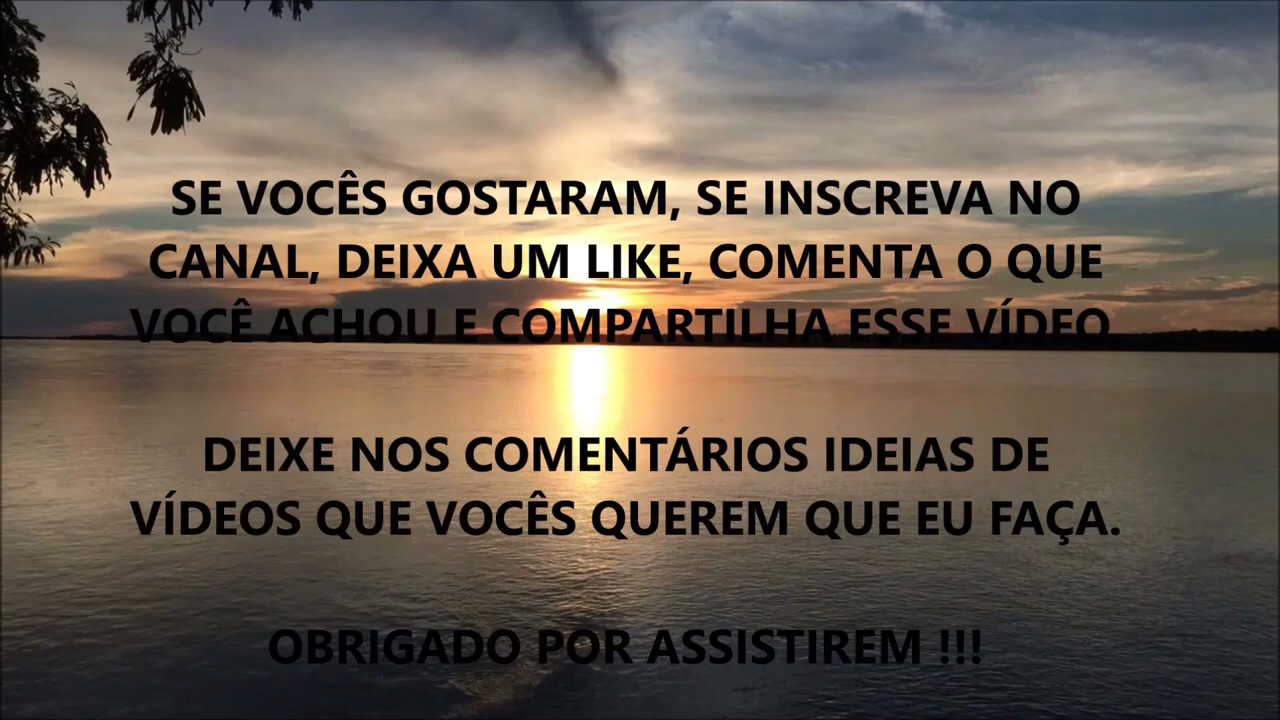 SE VOCÊS GOSTARAM, SE INSCREVA NO
CANAL, DEIXA UM LIKE, COMENTA O QUE
VOCÊ ACHOU E COMPARTILHA ESSE VÍDEO
DEIXE NOS COMENTÁRIOS IDEIAS DE
VÍDEOS QUE VOCÊS QUEREM QUE EU FAÇA.
OBRIGADO POR ASSISTIREM !!!